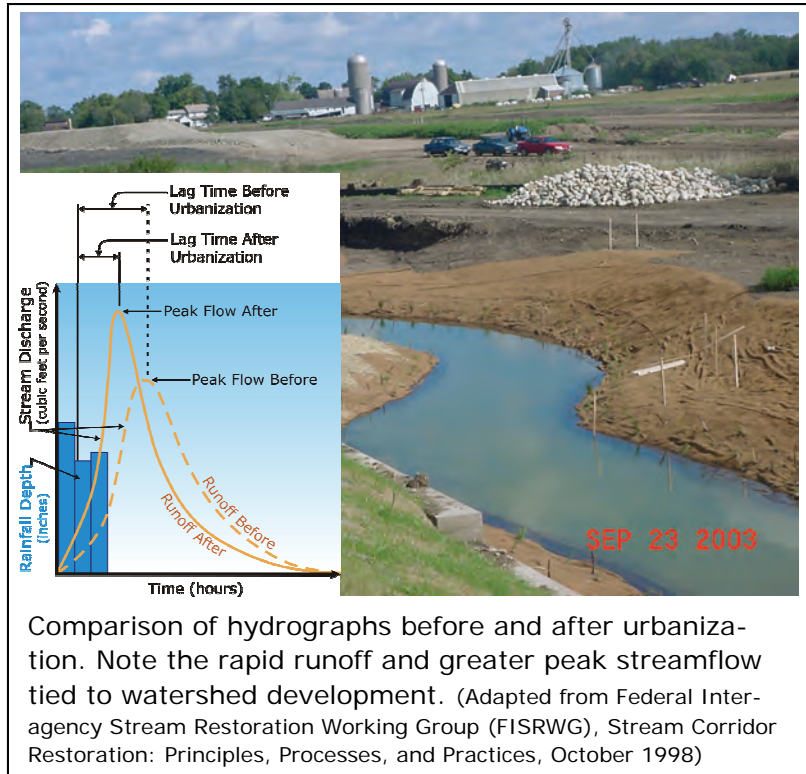 Lag Time Before
Urbanization
Lag Time After
Urbanization
Peak Flow After
Peak Flow Before
Stream Discharge
(cubic feet per second)
Rainfall Depth
(inches)
Runoff Before
Runoff After
Time (hours)
SEP 23 2003
Comparison of hydrographs before and after urbaniza-
tion. Note the rapid runoff and greater peak streamflow
tied to watershed development. (Adapted from Federal Inter-
agency Stream Restoration Working Group (FISRWG), Stream Corridor
Restoration: Principles, Processes, and Practices, October 1998)